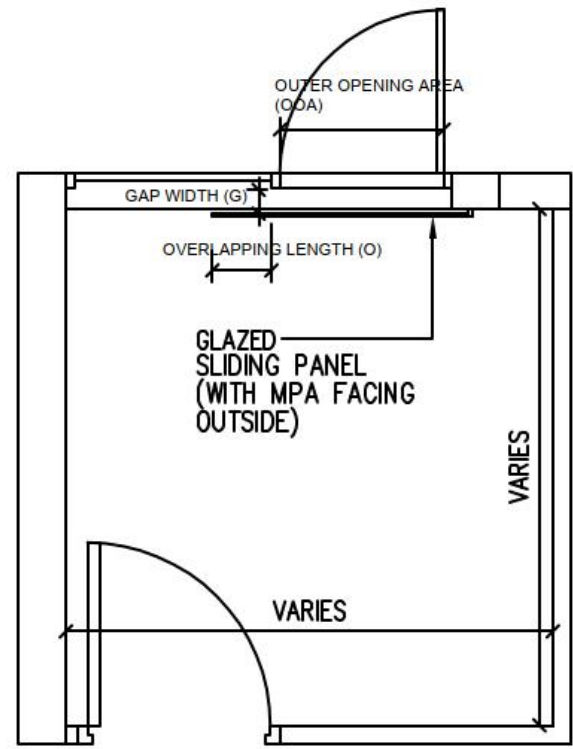 OUTER OPENING AREA
(OOA)
GAP WIDTH (G)
OVERLAPPING LENGTH (O)
GLAZED
SLIDING PANEL
(WITH MPA FACING
OUTSIDE)
VARIES
VARIES